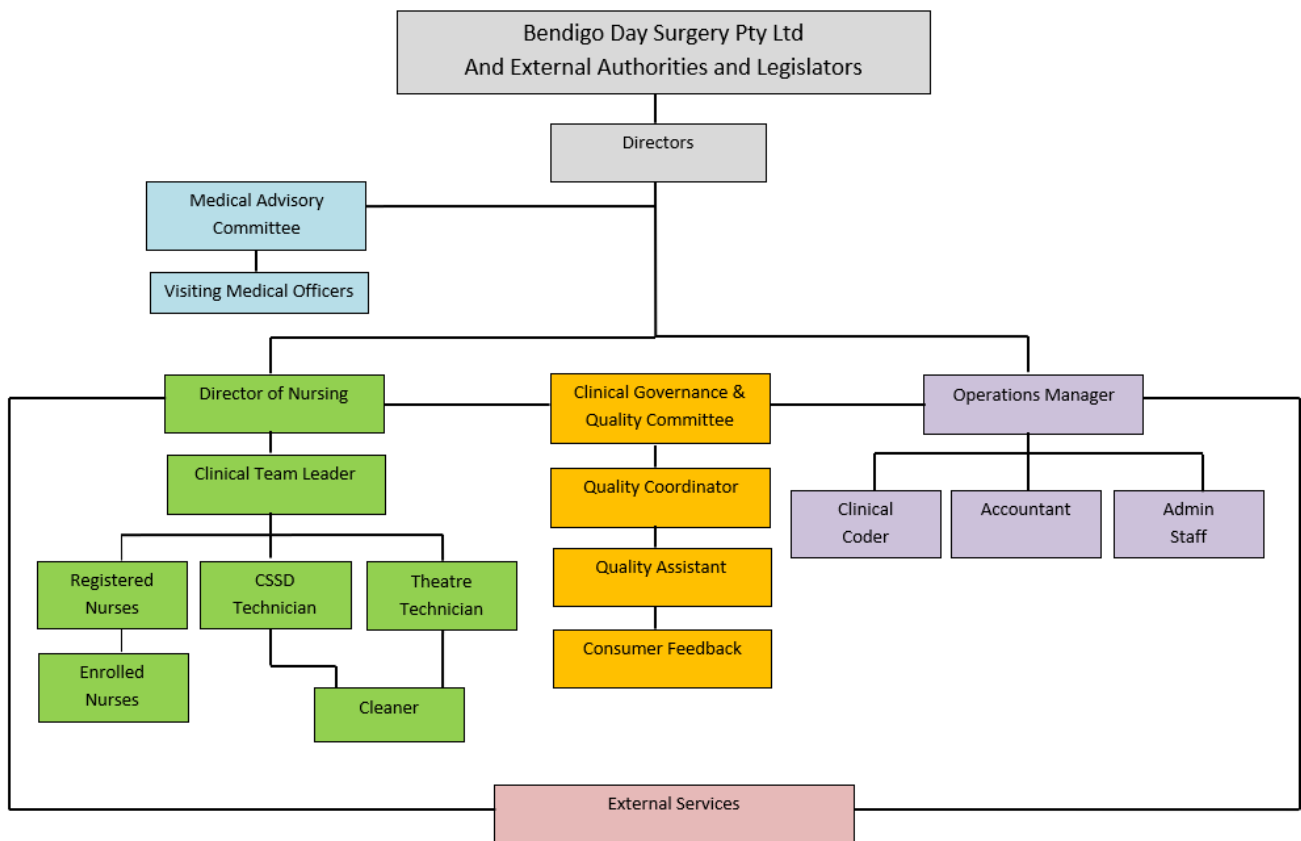 Bendigo Day Surgery Pty Ltd
And External Authorities and Legislators
Directors
Medical Advisory
Committee
Visiting Medical Officers
Director of Nursing
Clinical Governance &
Quality Committee
Operations Manager
Clinical Team Leader
Quality Coordinator
Clinical
Coder
Accountant
Admin
Staff
Registered
Nurses
CSSD
Technician
Theatre
Technician
Quality Assistant
Enrolled
Nurses
Cleaner
Consumer Feedback
External Services